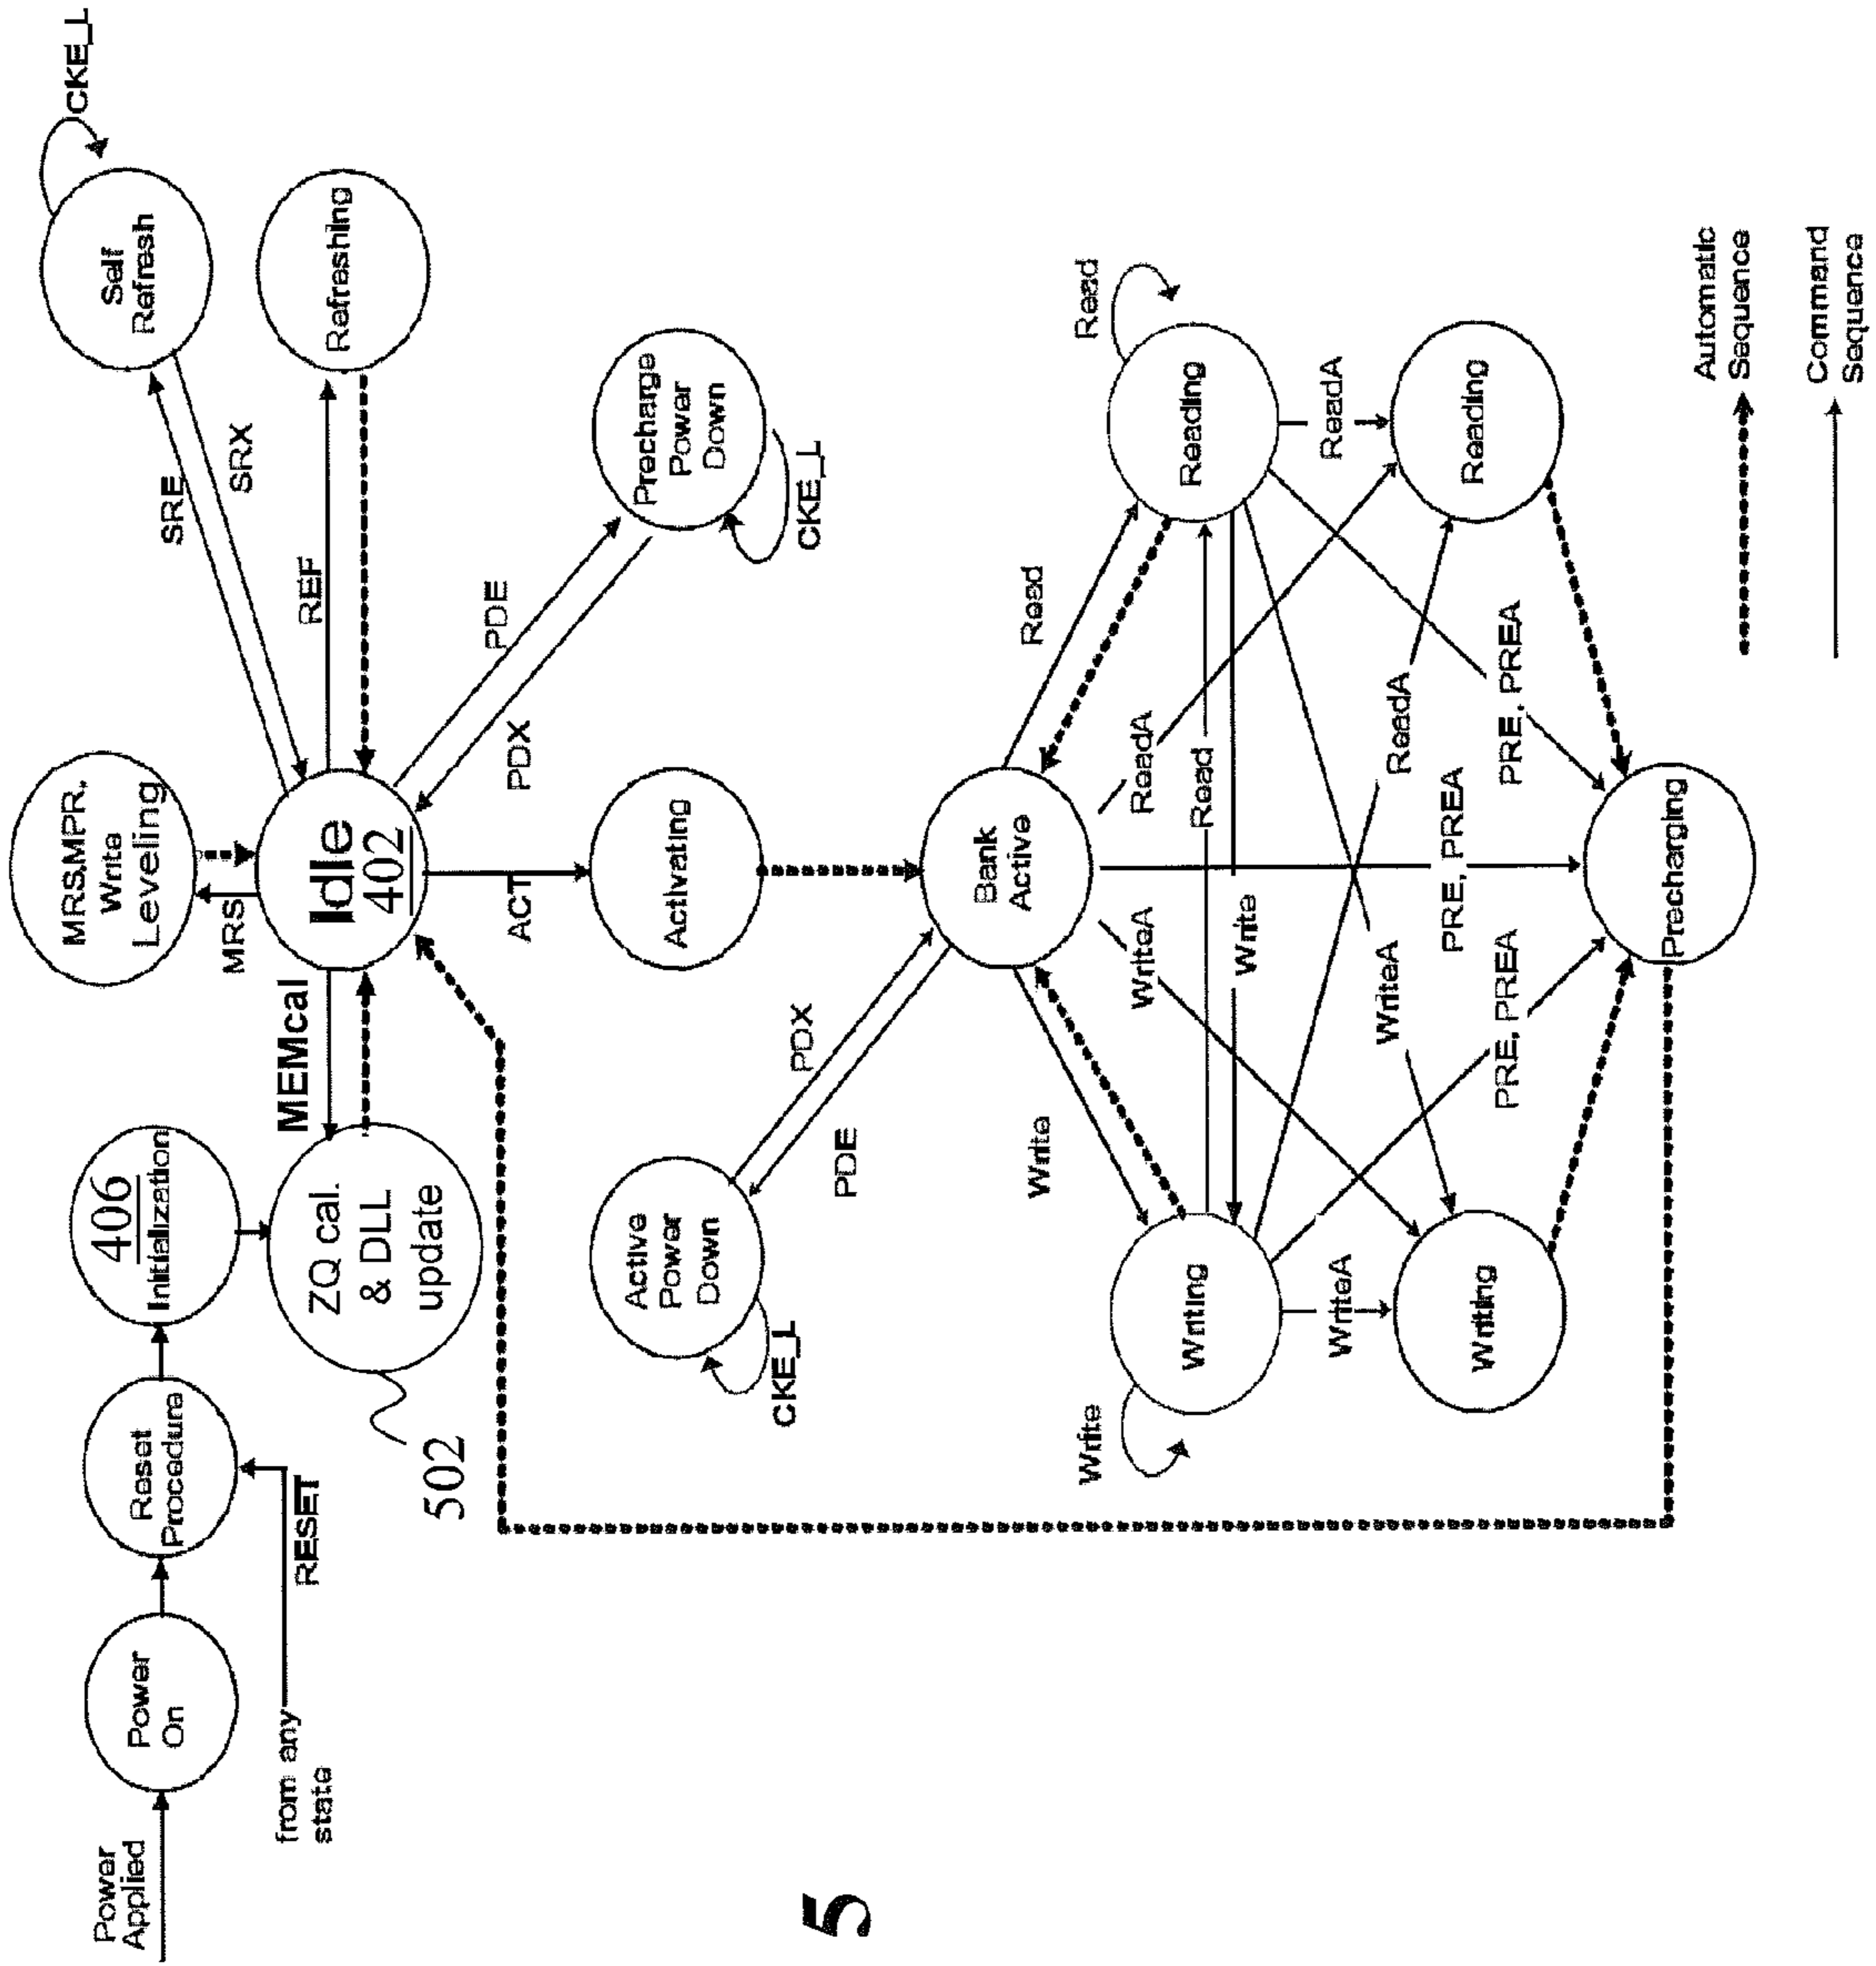 Power
Applied
Power
On
Reset
Procedure
from any
state
RESET
406
Initialization
ZQ cal.
& DLL
update
502
MEMcal
MRS,MPR,
Write
Leveling
MRS
Idle
402
SRE
SRX
Self
Refresh
CKE_L
REF
Refreshing
PDE
PDX
Precharge
Power
Down
CKE_L
ACT
Activating
Active
Power
Down
CKE_L
PDX
PDE
Bank
Active
Write
Read
WriteA
ReadA
Write
Writing
Read
Write
Reading
Read
WriteA
WriteA
ReadA
ReadA
PRE, PREA
PRE, PREA
PRE, PREA
Writing
Reading
Precharging
Automatic
Sequence
Command
Sequence
5